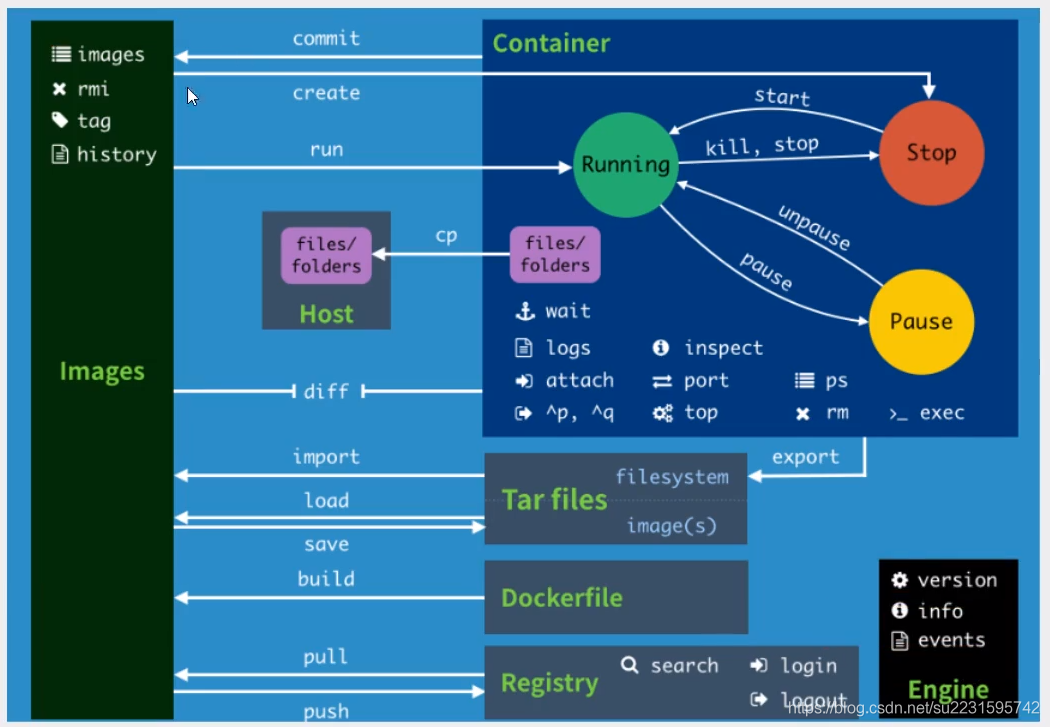 images
rmi
tag
history
Images
commit
create
run
cp
files/
folders
Host
diff
import
load
save
build
pull
push
Container
start
Running
kill, stop
Stop
unpause
pause
Pause
files/
folders
wait
logs
inspect
attach
port
ps
^p, ^q
top
rm
>_ exec
export
Tar files
filesystem
image(s)
Dockerfile
Registry
search
login
logout
version
info
events
Engine
https://blog.csdn.net/su2231595742